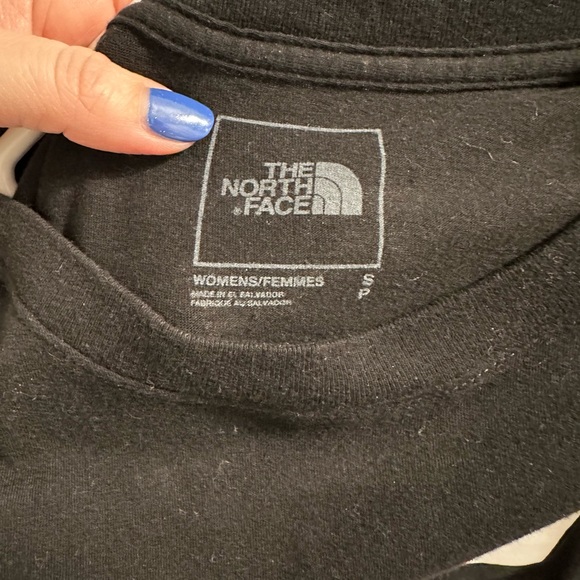 THE
NORTH
®FACE
WOMENS/FEMMES S
P
MADE IN EL SALVADOR
FABRIQUÉ AU SALVADOR